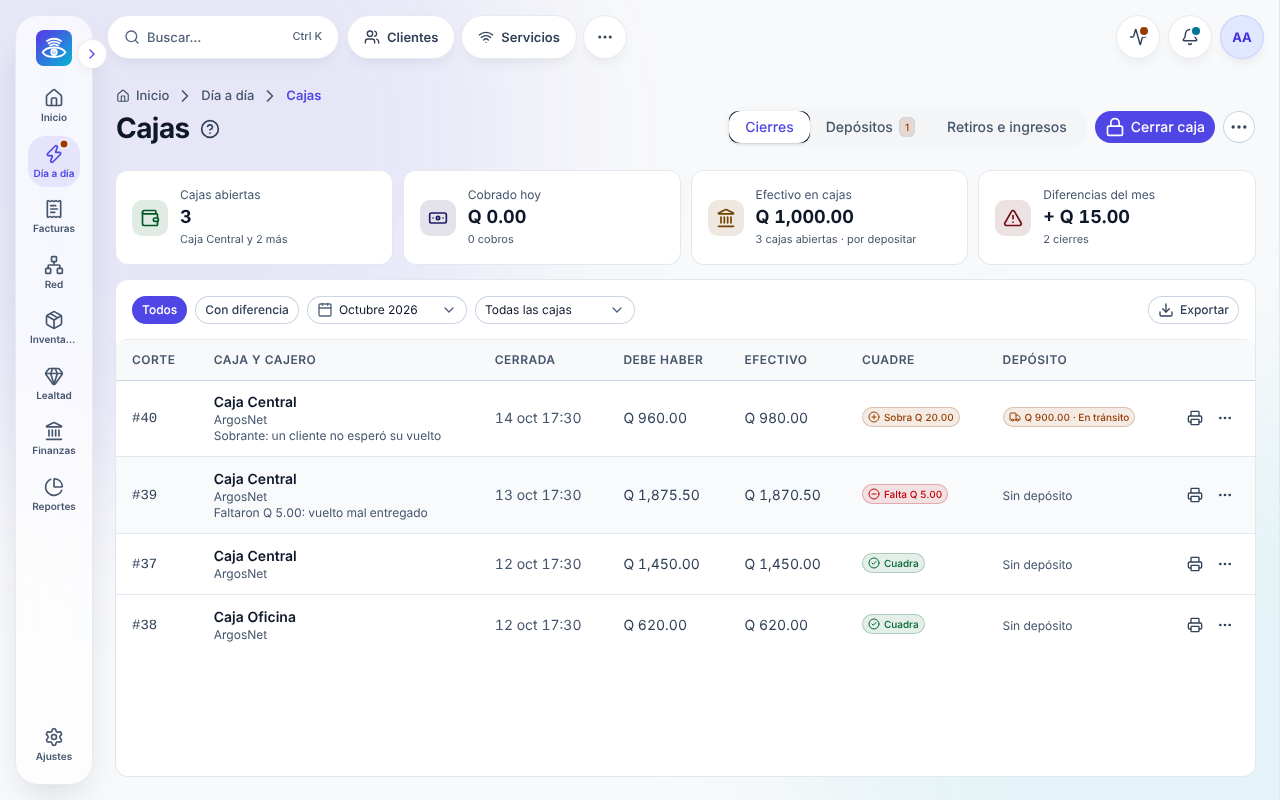 Buscar...
Ctrl K
Clientes
Servicios
AA
Inicio
Día a día
Facturas
Red
Inventa...
Lealtad
Finanzas
Reportes
Ajustes
Inicio > Día a día > Cajas
Cajas
Cierres
Depósitos 1
Retiros e ingresos
Cerrar caja
Cajas abiertas
3
Caja Central y 2 más
Cobrado hoy
Q 0.00
0 cobros
Efectivo en cajas
Q 1,000.00
3 cajas abiertas · por depositar
Diferencias del mes
+ Q 15.00
2 cierres
Todos
Con diferencia
Octubre 2026
Todas las cajas
Exportar
CORTE CAJA Y CAJERO CERRADA DEBE HABER EFECTIVO CUADRE DEPÓSITO
Caja Central
ArgosNet
#40 14 oct 17:30 Q 960.00 Q 980.00 Sobra Q 20.00 Q 900.00 · En tránsito
Sobrante: un cliente no esperó su vuelto
Caja Central
ArgosNet
#39 13 oct 17:30 Q 1,875.50 Q 1,870.50 Falta Q 5.00 Sin depósito
Faltaron Q 5.00: vuelto mal entregado
Caja Central
#37 12 oct 17:30 Q 1,450.00 Q 1,450.00 Cuadra Sin depósito
ArgosNet
Caja Oficina
#38 12 oct 17:30 Q 620.00 Q 620.00 Cuadra Sin depósito
ArgosNet